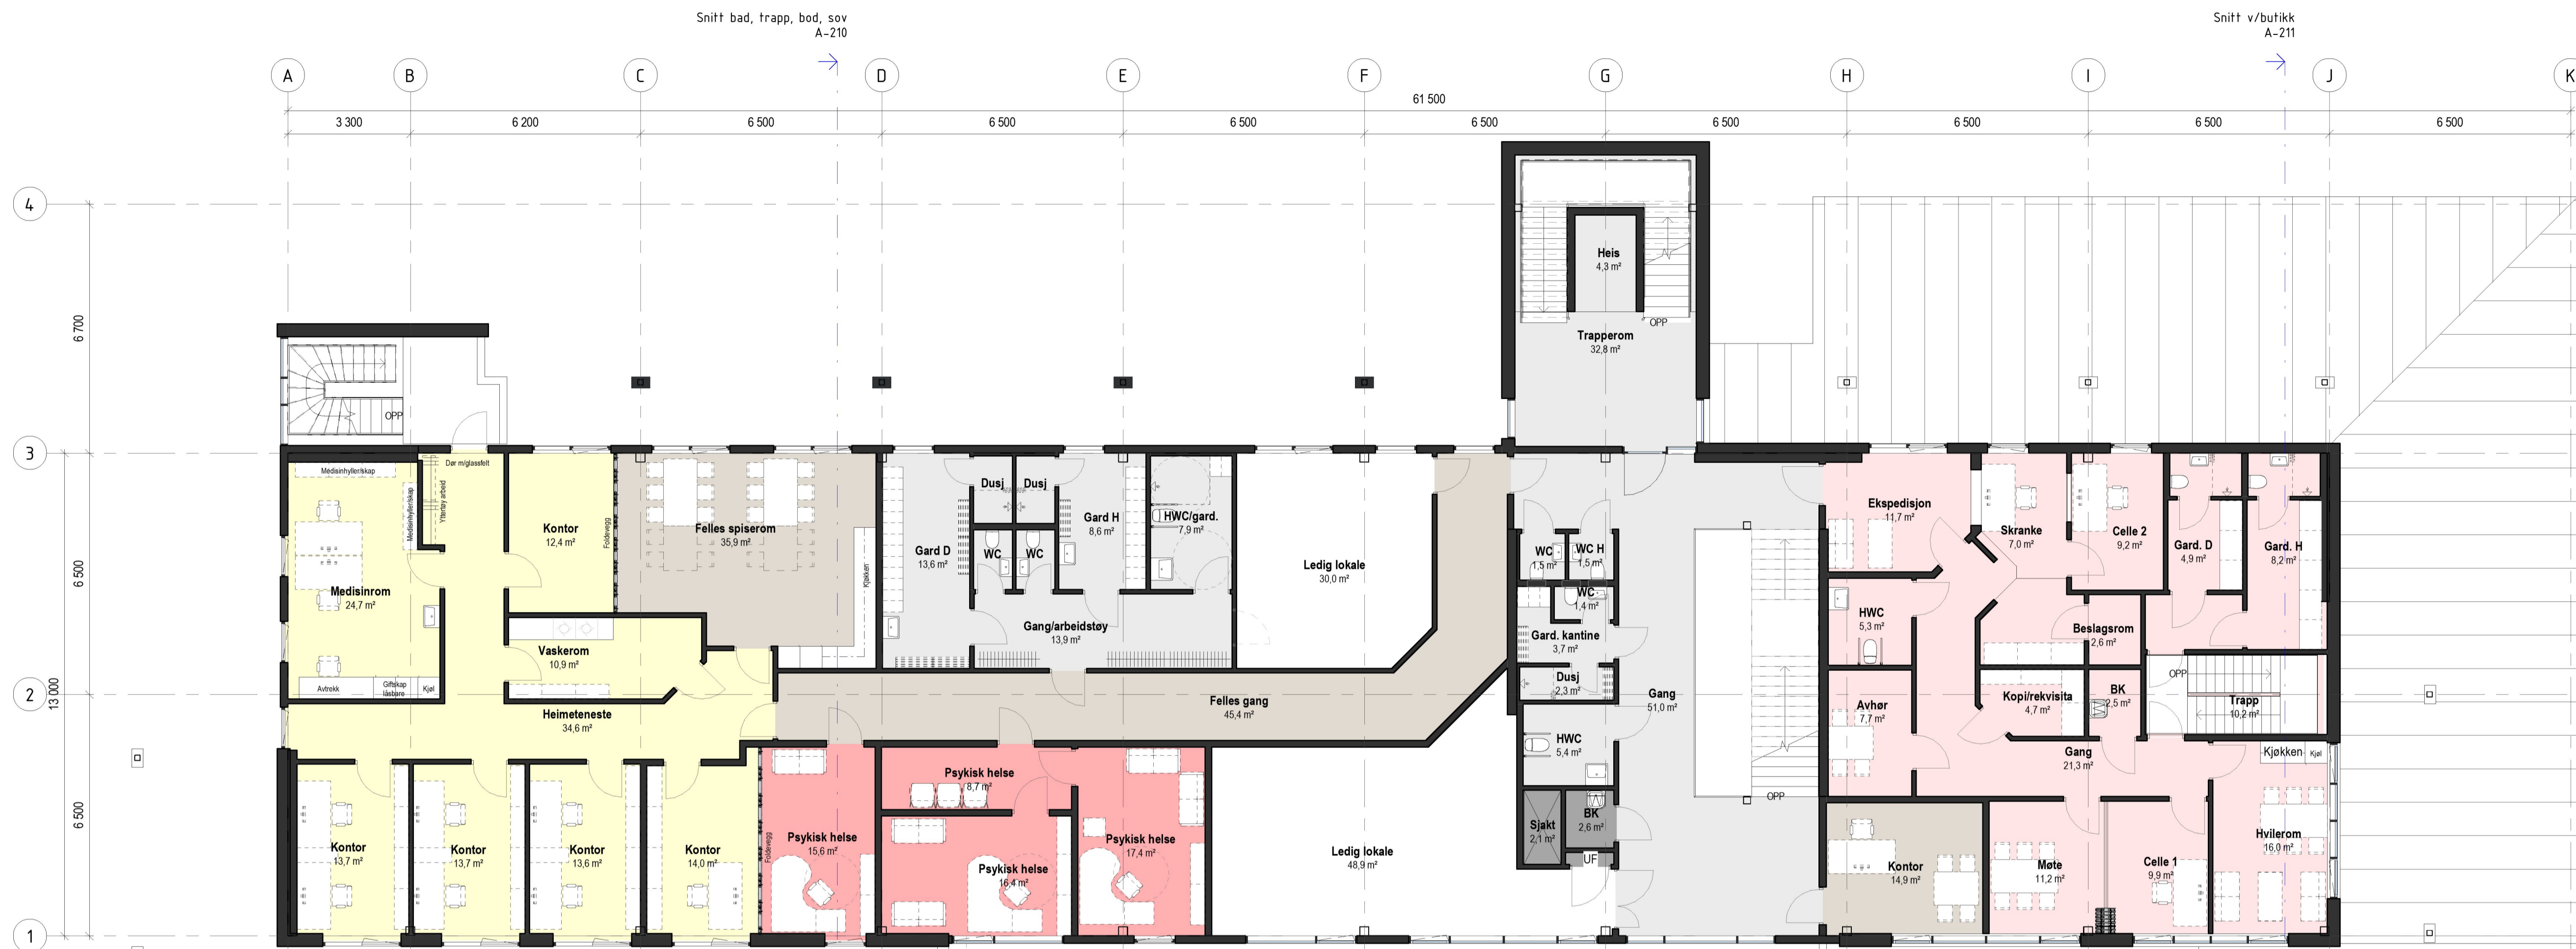 Snitt bad, trapp, bod, sov
A-210
Snitt v/butikk
A-211
A
B
C
D
E
F
G
H
I
J
K
61 500
3 300
6 200
6 500
6 500
6 500
6 500
6 500
6 500
6 500
6 500
4
3
2
1
6 700
6 500
13 000
6 500
Heis
4,3 m²
OPP
Trapperom
32,8 m²
OPP
Medisinhyller/skap
Medisinhyller/skap
Yttertøy arbeid
Dør m/glassfelt
Medisinrom
24,7 m²
Avtrekk
Giftskap
låsbare
Kjøl
Kontor
12,4 m²
Foldevegg
Felles spiserom
35,9 m²
Kjøkken
Vaskerom
10,9 m²
Heimeteneste
34,6 m²
Gard D
13,6 m²
Dusj
Dusj
WC
WC
Gard H
8,6 m²
HWC/gard.
7,9 m²
Gang/arbeidstøy
13,9 m²
Ledig lokale
30,0 m²
Felles gang
45,4 m²
WC
1,5 m²
WC H
1,5 m²
WC
1,4 m²
Gard. kantine
3,7 m²
Dusj
2,3 m²
HWC
5,4 m²
Sjakt
2,1 m²
BK
2,6 m²
UF
Gang
51,0 m²
OPP
Ekspedisjon
11,7 m²
Skranke
7,0 m²
Celle 2
9,2 m²
Gard. D
4,9 m²
Gard. H
8,2 m²
HWC
5,3 m²
Beslagsrom
2,6 m²
OPP
Avhør
7,7 m²
Kopi/rekvisita
4,7 m²
BK
2,5 m²
Trapp
10,2 m²
Gang
21,3 m²
Kjøkken
Kjøl
Kontor
13,7 m²
Kontor
13,7 m²
Kontor
13,6 m²
Kontor
14,0 m²
Foldevegg
Psykisk helse
15,6 m²
Psykisk helse
8,7 m²
Psykisk helse
16,4 m²
Psykisk helse
17,4 m²
Ledig lokale
48,9 m²
Kontor
14,9 m²
Møte
11,2 m²
Celle 1
9,9 m²
Hvilerom
16,0 m²